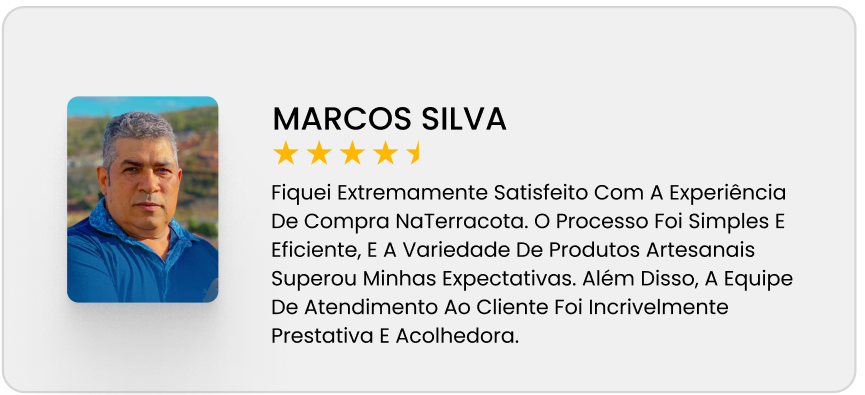 MARCOS SILVA
Fiquei Extremamente Satisfeito Com A Experiência
De Compra NaTerracota. O Processo Foi Simples E
Eficiente, E A Variedade De Produtos Artesanais
Superou Minhas Expectativas. Além Disso, A Equipe
De Atendimento Ao Cliente Foi Incrivelmente
Prestativa E Acolhedora.